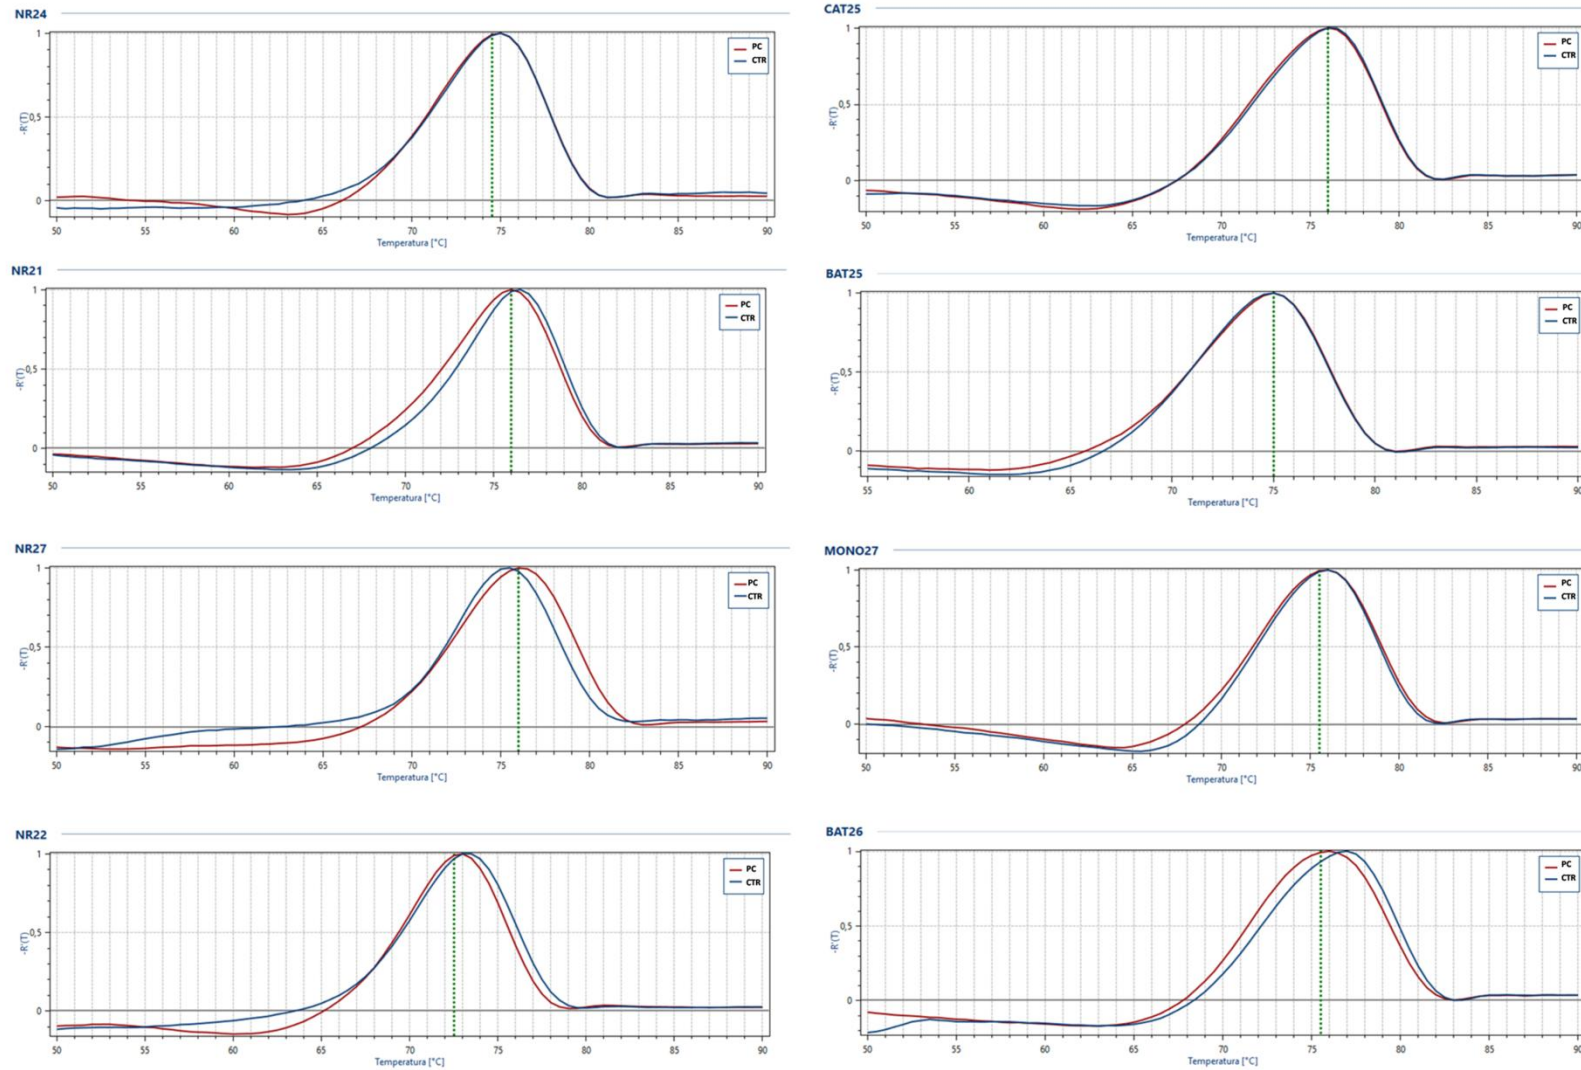 NR24
1
0,5
0
-R'(T)
PC
CTR
50 55 60 65 70 75 80 85 90
Temperatura [°C]
CAT25
1
0,5
0
-R'(T)
PC
CTR
50 55 60 65 70 75 80 85 90
Temperatura [°C]
NR21
1
0,5
0
-R'(T)
PC
CTR
50 55 60 65 70 75 80 85 90
Temperatura [°C]
BAT25
1
0,5
0
-R'(T)
PC
CTR
55 60 65 70 75 80 85 90
Temperatura [°C]
NR27
1
0,5
0
-R'(T)
PC
CTR
50 55 60 65 70 75 80 85 90
Temperatura [°C]
MONO27
1
0,5
0
-R'(T)
PC
CTR
50 55 60 65 70 75 80 85 90
Temperatura [°C]
NR22
1
0,5
0
-R'(T)
PC
CTR
50 55 60 65 70 75 80 85 90
Temperatura [°C]
BAT26
1
0,5
0
-R'(T)
PC
CTR
50 55 60 65 70 75 80 85 90
Temperatura [°C]